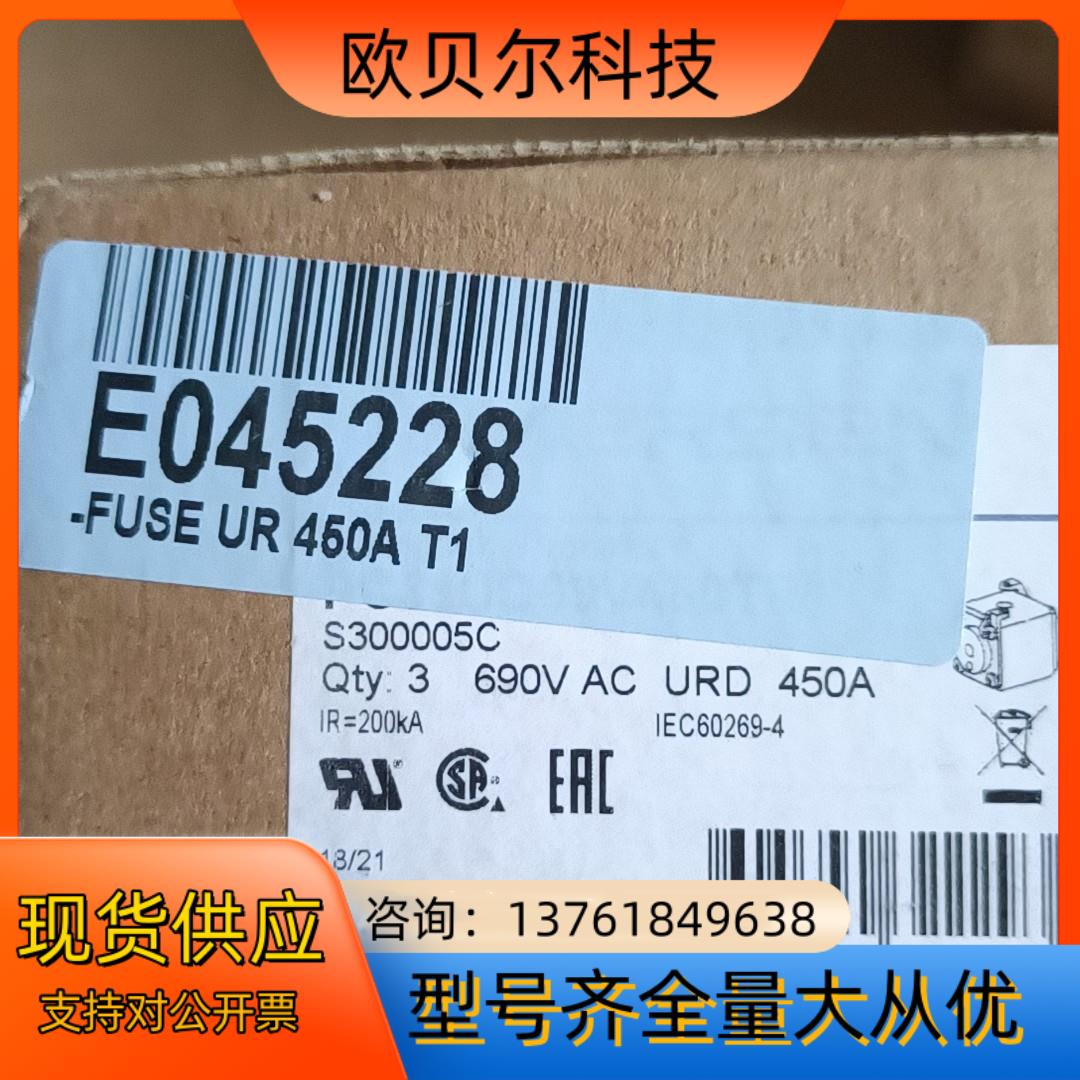 欧贝尔科技
E045228
-FUSE UR 450A T1
S300005C
Qty: 3 690V AC URD 450A
IR=200kA IEC60269-4
SA
EAC
18/21
现货供应
咨询：13761849638
支持对公开票
型号齐全量大从优